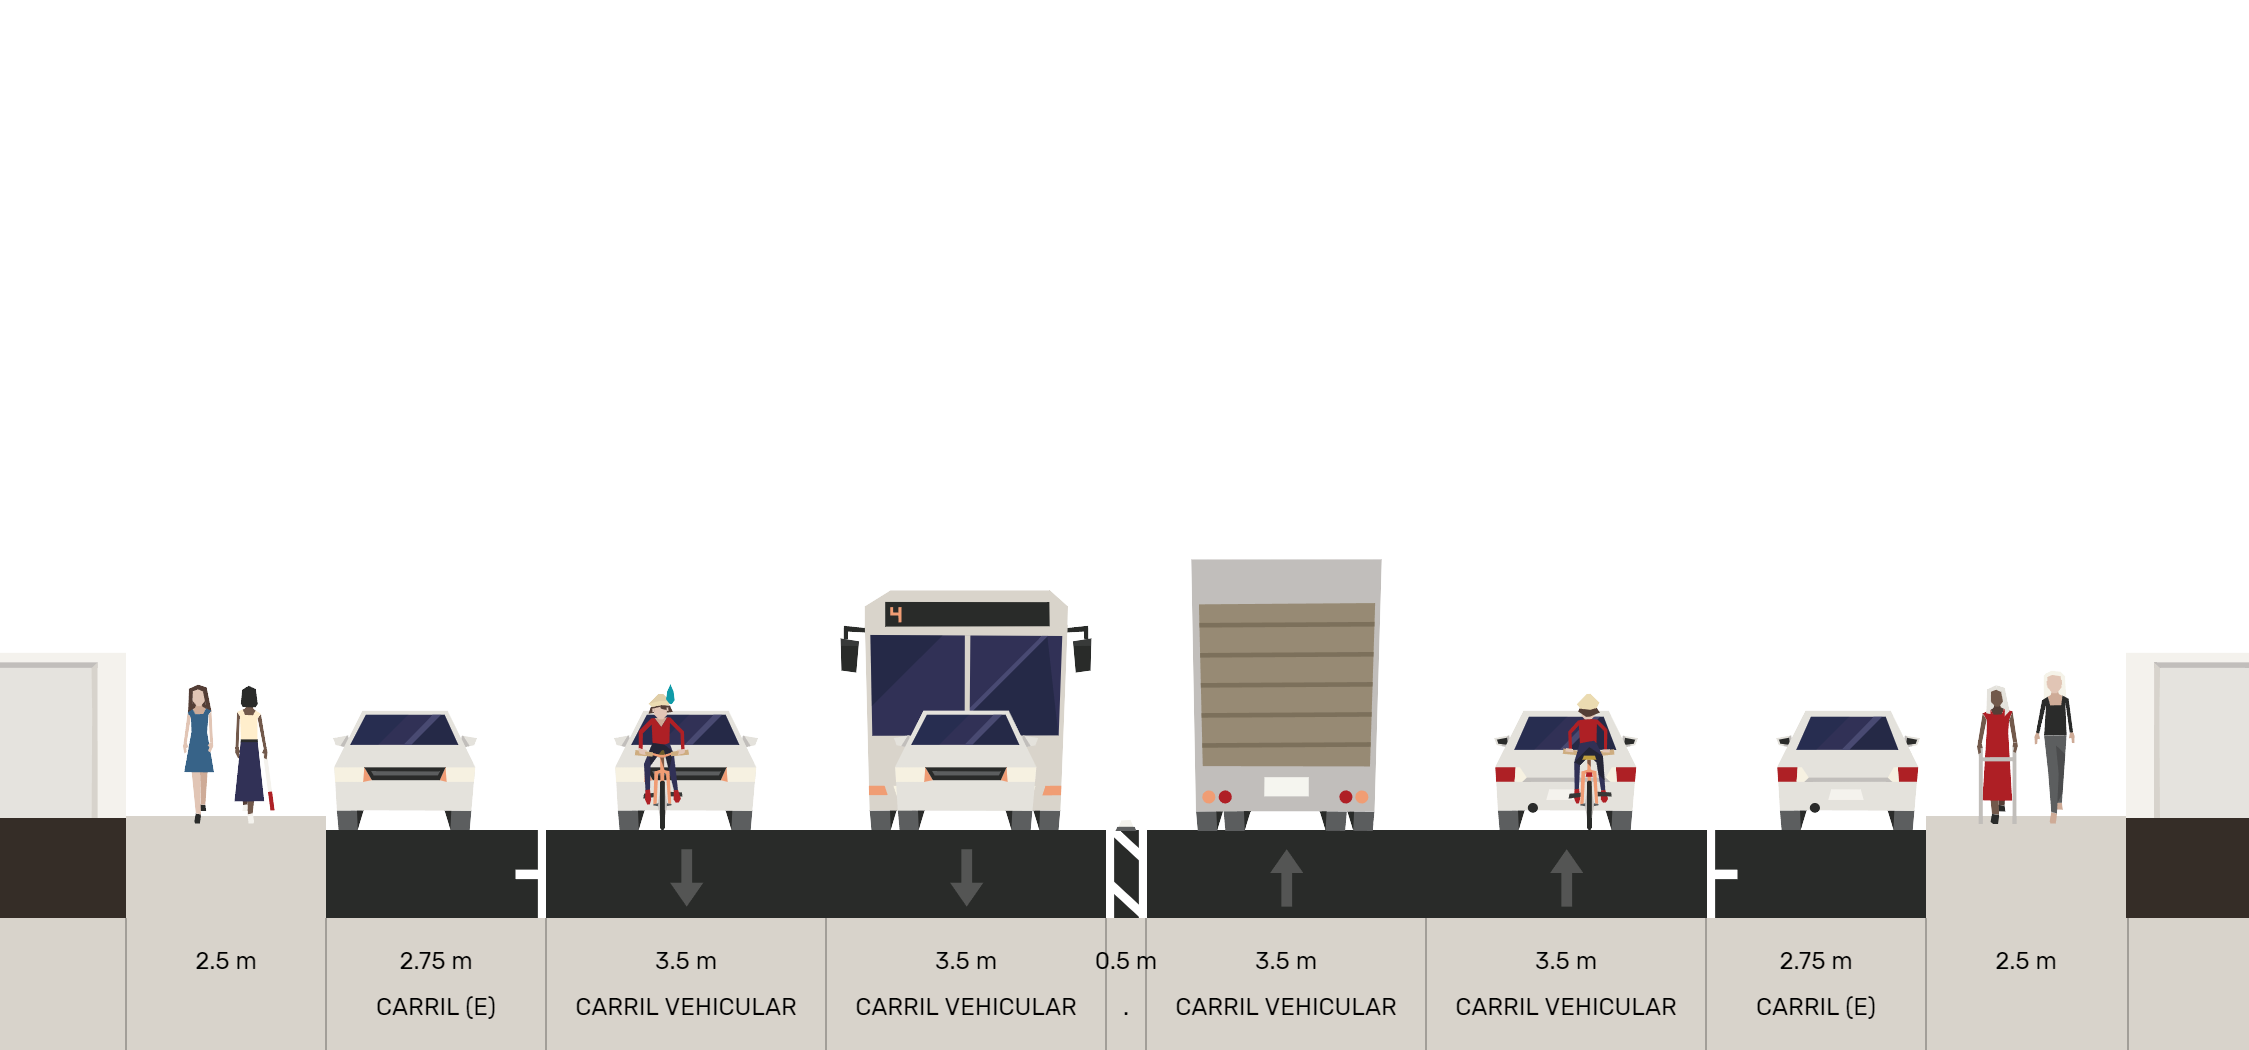 4
2.5 m
2.75 m
3.5 m
3.5 m
0.5 m
3.5 m
3.5 m
2.75 m
2.5 m
CARRIL (E)
CARRIL VEHICULAR
CARRIL VEHICULAR
.
CARRIL VEHICULAR
CARRIL VEHICULAR
CARRIL (E)